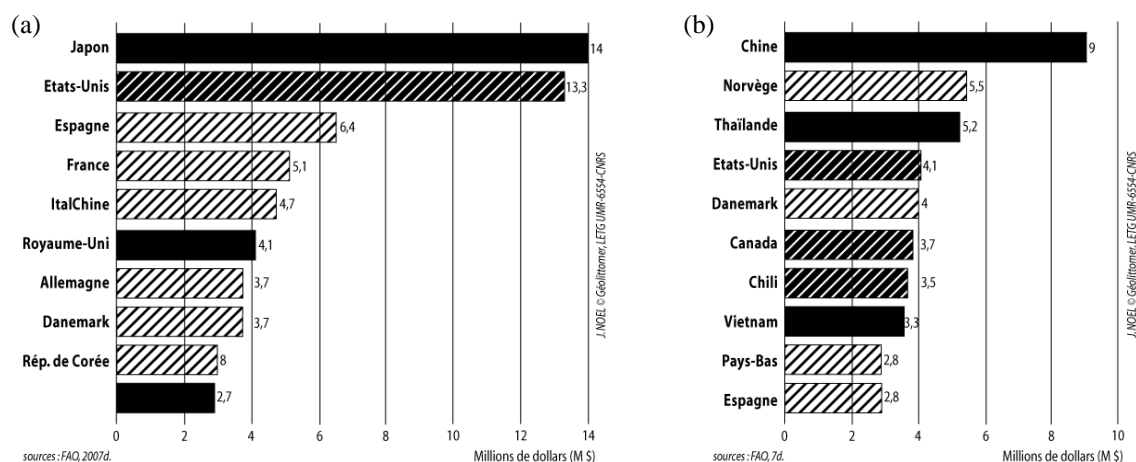 (a)
Japon 14
Etats-Unis 13,3
Espagne 6,4
France 5,1
ItalChine 4,7
Royaume-Uni 4,1
Allemagne 3,7
Danemark 3,7
Rép. de Corée 8
2,7
0 2 4 6 8 10 12 14
sources : FAO, 2007d.
Millions de dollars (M $)
J. NOEL © Géolittomer, LETG UMR-6554-CNRS
(b)
Chine 9
Norvège 5,5
Thaïlande 5,2
Etats-Unis 4,1
Danemark 4
Canada 3,7
Chili 3,5
Vietnam 3,3
Pays-Bas 2,8
Espagne 2,8
0 2 4 6 8 10
sources : FAO, 7d.
Millions de dollars (M $)
J. NOEL © Géolittomer, LETG UMR-6554-CNRS